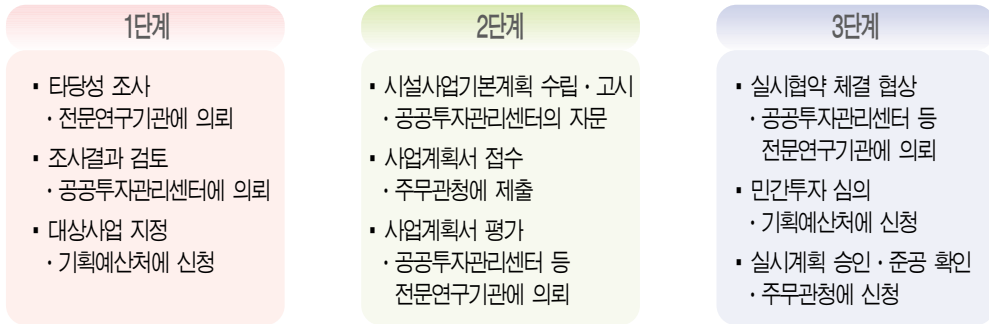 1단계
▪ 타당성 조사
· 전문연구기관에 의뢰
▪ 조사결과 검토
· 공공투자관리센터에 의뢰
▪ 대상사업 지정
· 기획예산처에 신청
2단계
▪ 시설사업기본계획 수립 · 고시
· 공공투자관리센터의 자문
▪ 사업계획서 접수
· 주무관청에 제출
▪ 사업계획서 평가
· 공공투자관리센터 등
전문연구기관에 의뢰
3단계
▪ 실시협약 체결 협상
· 공공투자관리센터 등
전문연구기관에 의뢰
▪ 민간투자 심의
· 기획예산처에 신청
▪ 실시계획 승인 · 준공 확인
· 주무관청에 신청